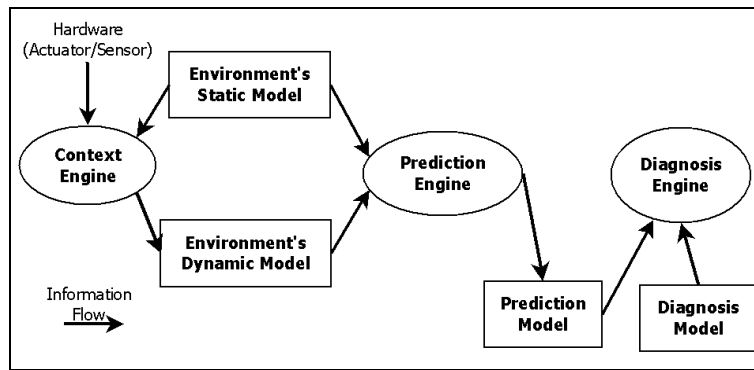 Hardware
(Actuator/Sensor)
Environment's
Static Model
Context
Engine
Prediction
Engine
Diagnosis
Engine
Environment's
Dynamic Model
Information
Flow
Prediction
Model
Diagnosis
Model